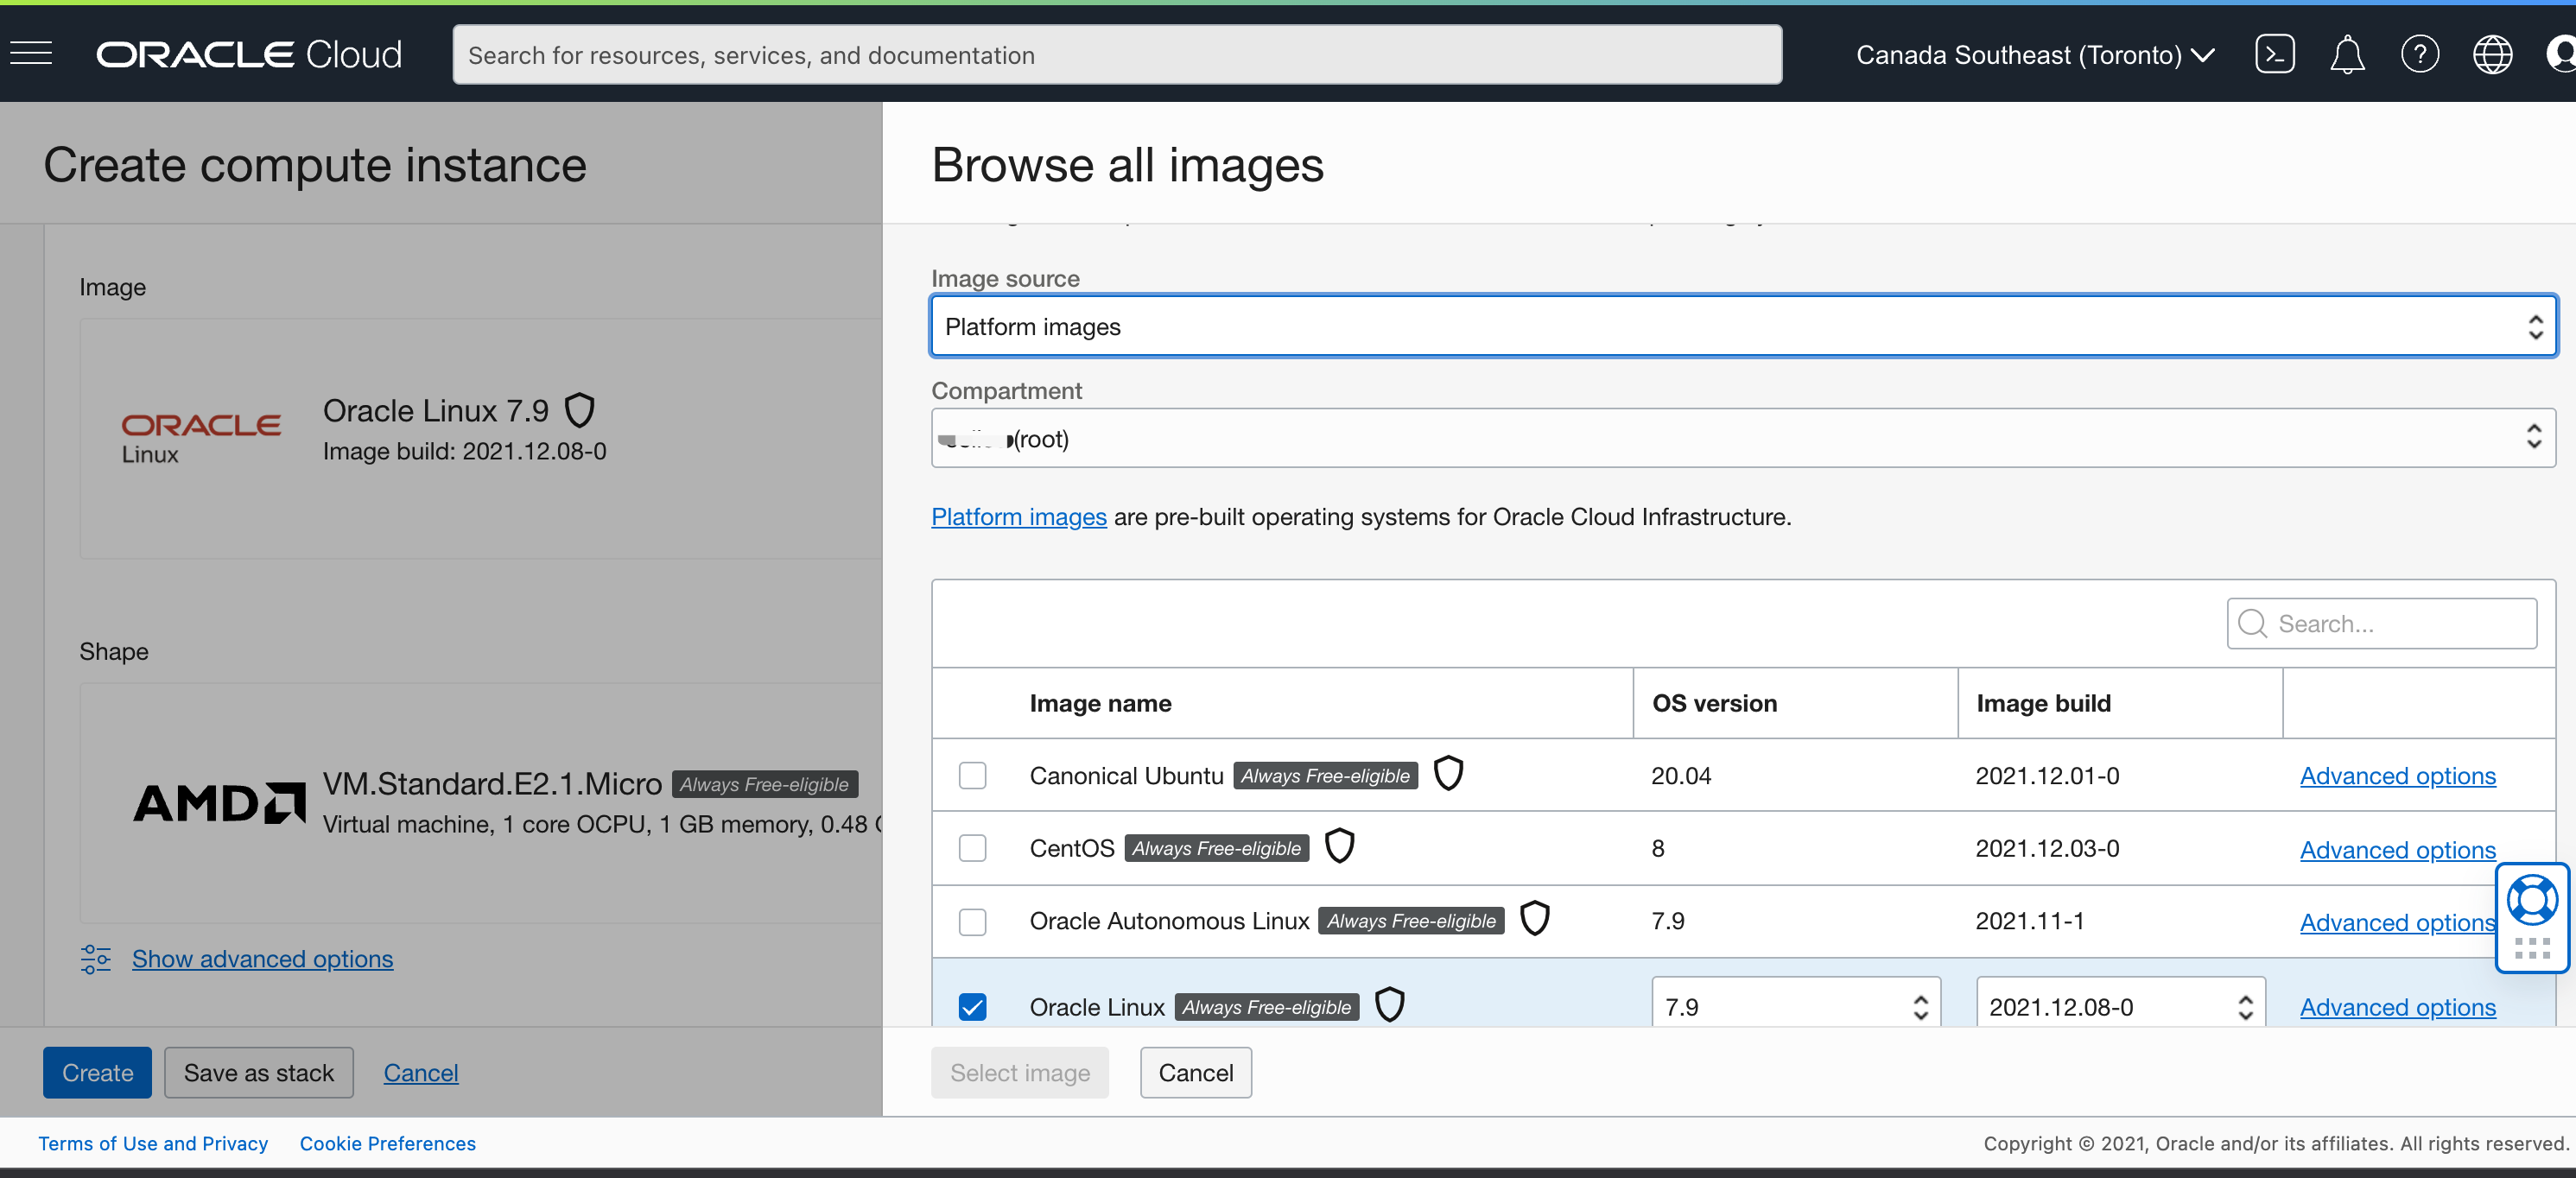 ORACLE Cloud
Search for resources, services, and documentation
Canada Southeast (Toronto)
Create compute instance
Image
ORACLE
Linux
Oracle Linux 7.9
Image build: 2021.12.08-0
Shape
AMD
VM.Standard.E2.1.Micro Always Free-eligible
Virtual machine, 1 core OCPU, 1 GB memory, 0.48
Show advanced options
Create Save as stack Cancel
Browse all images
Image source
Platform images
Compartment
(root)
Platform images are pre-built operating systems for Oracle Cloud Infrastructure.
Search...
Image name OS version Image build
Canonical Ubuntu Always Free-eligible 20.04 2021.12.01-0 Advanced options
CentOS Always Free-eligible 8 2021.12.03-0 Advanced options
Oracle Autonomous Linux Always Free-eligible 7.9 2021.11-1 Advanced options
Oracle Linux Always Free-eligible 7.9 2021.12.08-0 Advanced options
Select image Cancel
Terms of Use and Privacy Cookie Preferences
Copyright © 2021, Oracle and/or its affiliates. All rights reserved.